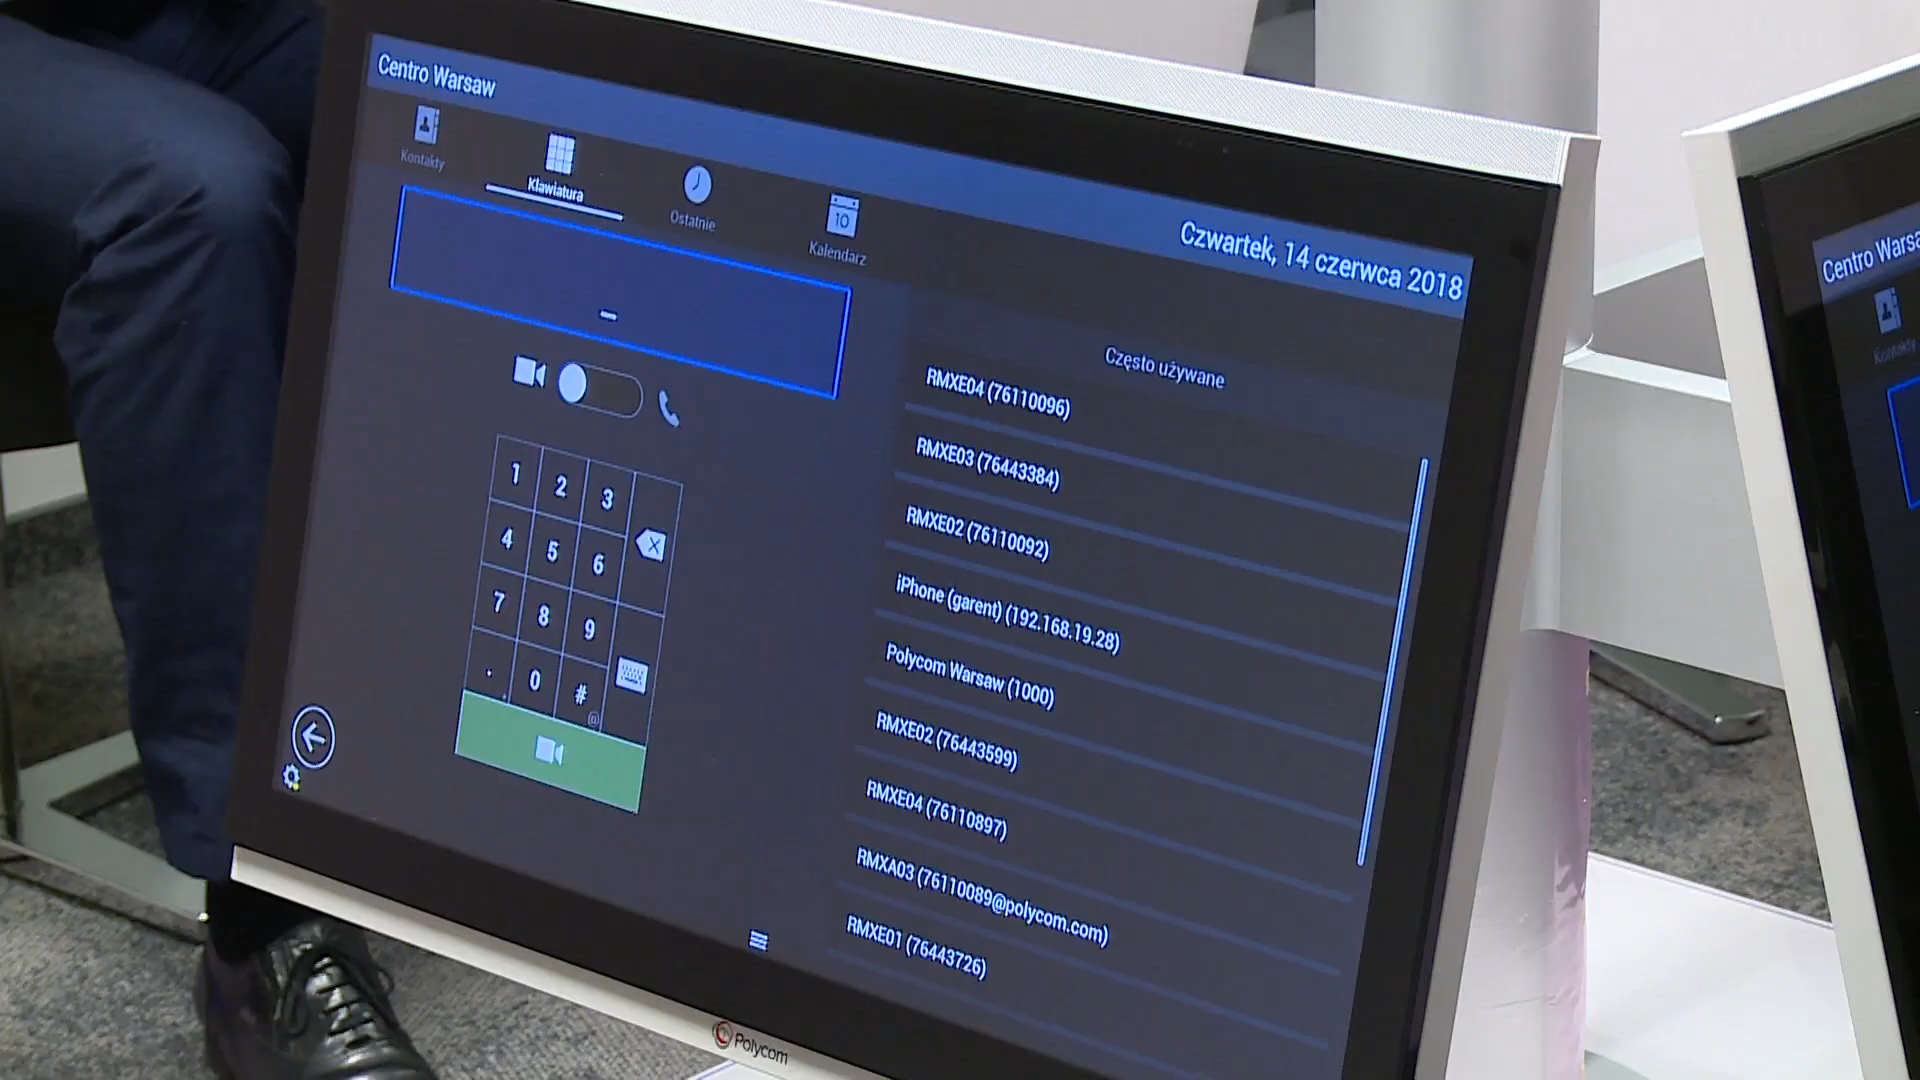 Centro Warsaw
Kontakty
Klawiatura
Ostatnie
10
Kalendarz
Czwartek, 14 czerwca 2018
1 2 3
4 5 6
7 8 9
. 0 #
@
Często używane
RMXE04 (76110096)
RMXE03 (76443384)
RMXE02 (76110092)
iPhone (garent) (192.168.19.28)
Polycom Warsaw (1000)
RMXE02 (76443599)
RMXE04 (76110897)
RMXA03 (76110089@polycom.com)
RMXE01 (76443726)
Polycom
Centro Warsa
Kontakty